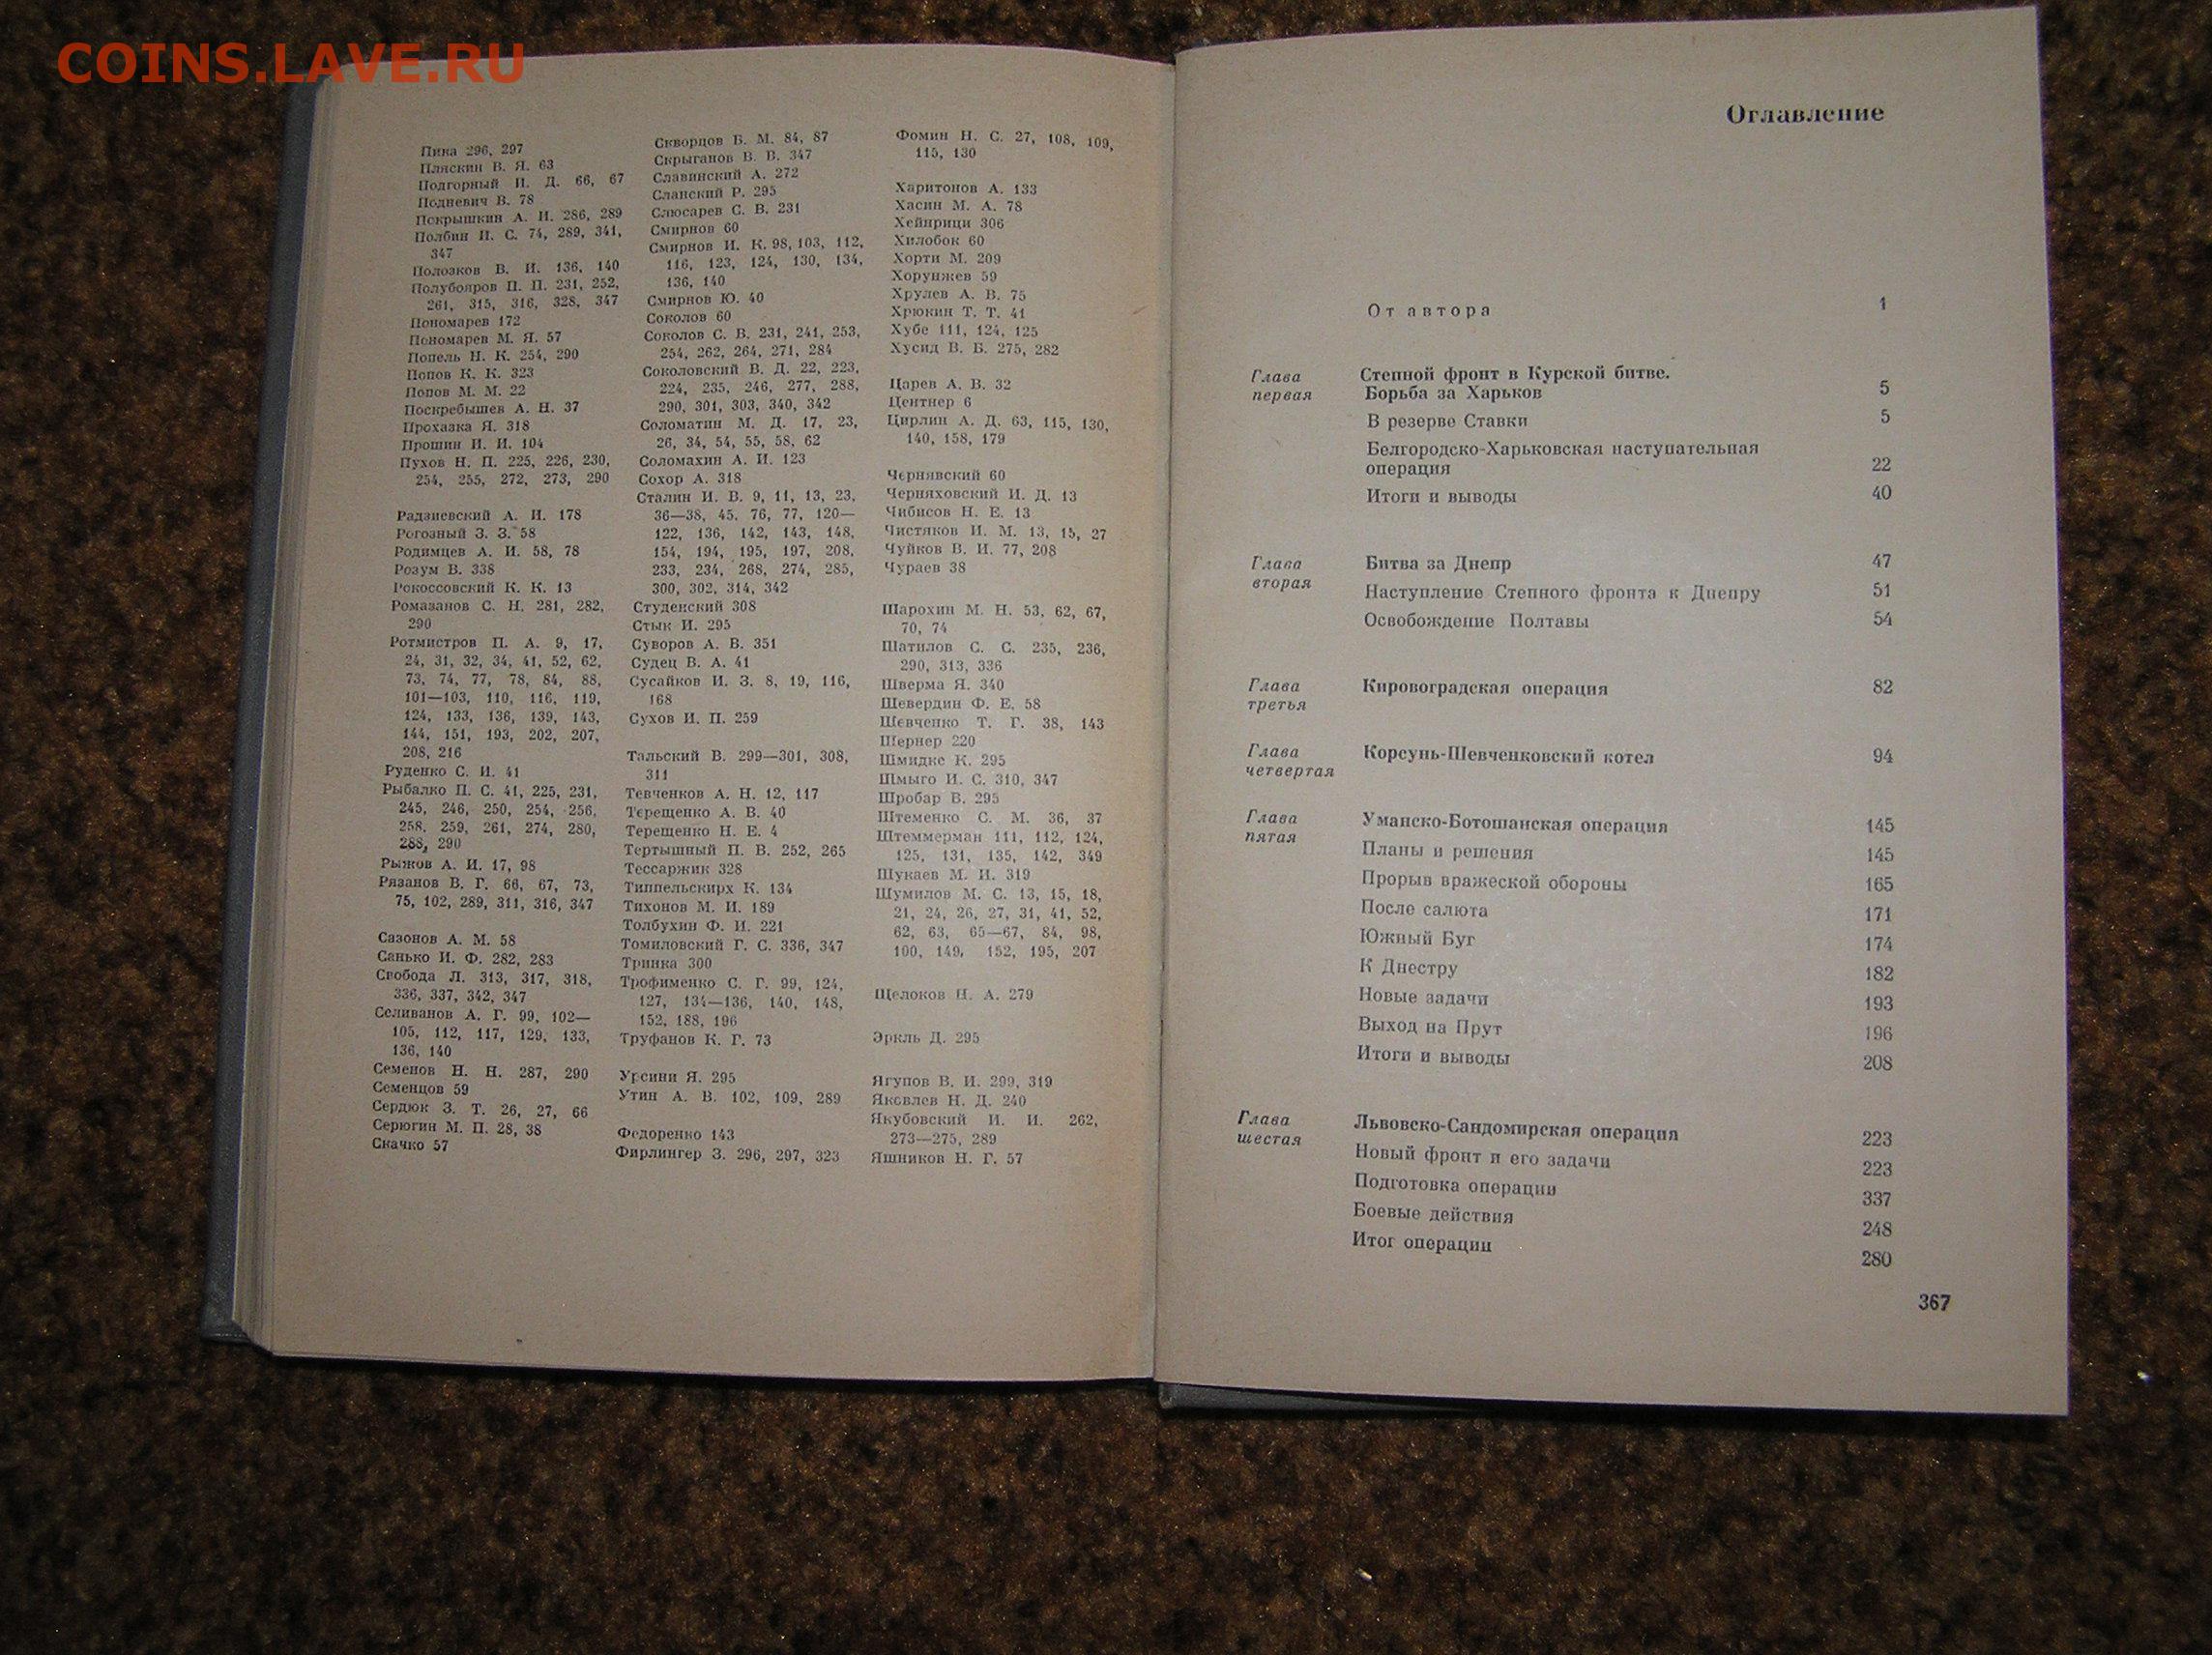 COINS.LAVE.RU
Пика 296, 297
Пляскин В. Я. 63
Подгорный И. Д. 66, 67
Подневич В. 78
Покрышкин А. И. 286, 289
Полбин И. С. 74, 289, 341,
347
Полозков В. И. 136, 140
Полубояров П. П. 231, 252,
261, 315, 316, 328, 347
Пономарев 172
Пономарев М. Я. 57
Попель Н. К. 254, 290
Попов К. К. 323
Попов М. М. 22
Поскребышев А. Н. 37
Прохазка Я. 318
Прошин И. И. 104
Пухов Н. П. 225, 226, 230,
254, 255, 272, 273, 290
Радзиевский А. И. 178
Рогозный З. З. 58
Родимцев А. И. 58, 78
Розум В. 338
Рокоссовский К. К. 13
Ромазанов С. Н. 281, 282,
290
Ротмистров П. А. 9, 17,
24, 31, 32, 34, 41, 52, 62,
73, 74, 77, 78, 84, 88,
101—103, 110, 116, 119,
124, 133, 136, 139, 143,
144, 151, 193, 202, 207,
208, 216
Руденко С. И. 41
Рыбалко П. С. 41, 225, 231,
245, 246, 250, 254, 256,
258, 259, 261, 274, 280,
288, 290
Рыжов А. И. 17, 98
Рязанов В. Г. 66, 67, 73,
75, 102, 289, 311, 316, 347
Сазонов А. М. 58
Санько И. Ф. 282, 283
Свобода Л. 313, 317, 318,
336, 337, 342, 347
Селиванов А. Г. 99, 102—
105, 112, 117, 129, 133,
136, 140
Семенов Н. Н. 287, 290
Семенцов 59
Сердюк З. Т. 26, 27, 66
Серюгин М. П. 28, 38
Скачко 57
Скворцов Б. М. 84, 87
Скрыганов В. В. 347
Славинский А. 272
Сланский Р. 295
Слюсарев С. В. 231
Смирнов 60
Смирнов И. К. 98, 103, 112,
116, 123, 124, 130, 134,
136, 140
Смирнов Ю. 40
Соколов 60
Соколов С. В. 231, 241, 253,
254, 262, 264, 271, 284
Соколовский В. Д. 22, 223,
224, 235, 246, 277, 288,
290, 301, 303, 340, 342
Соломатин М. Д. 17, 23,
26, 34, 54, 55, 58, 62
Соломахин А. И. 123
Сохор А. 318
Сталин И. В. 9, 11, 13, 23,
36—38, 45, 76, 77, 120—
122, 136, 142, 143, 148,
154, 194, 195, 197, 208,
233, 234, 268, 274, 285,
300, 302, 314, 342
Студенский 308
Стык И. 295
Суворов А. В. 351
Судец В. А. 41
Сусайков И. З. 8, 19, 116,
168
Сухов И. П. 259
Тальский В. 299—301, 308,
311
Тевченков А. Н. 12, 117
Терещенко А. В. 40
Терещенко Н. Е. 4
Тертышный П. В. 252, 265
Тессаржик 328
Типпельскирх К. 134
Тихонов М. И. 189
Толбухин Ф. И. 221
Томиловский Г. С. 336, 347
Тринка 300
Трофименко С. Г. 99, 124,
127, 134—136, 140, 148,
152, 188, 196
Труфанов К. Г. 73
Урсини Я. 295
Утин А. В. 102, 109, 289
Федоренко 143
Фирлингер З. 296, 297, 323
Фомин Н. С. 27, 108, 109,
115, 130
Харитонов А. 133
Хасин М. А. 78
Хейнрици 306
Хилобок 60
Хорти М. 209
Хорунжев 59
Хрулев А. В. 75
Хрюкин Т. Т. 41
Хубе 111, 124, 125
Хусид В. Б. 275, 282
Царев А. В. 32
Центнер 6
Цирлин А. Д. 63, 115, 130,
140, 158, 179
Чернявский 60
Черняховский И. Д. 13
Чибисов Н. Е. 13
Чистяков И. М. 13, 15, 27
Чуйков В. И. 77, 208
Чураев 38
Шарохин М. Н. 53, 62, 67,
70, 74
Шатилов С. С. 235, 236,
290, 313, 336
Шверма Я. 340
Шевердин Ф. Е. 58
Шевченко Т. Г. 38, 143
Шернер 220
Шмидке К. 295
Шмыго И. С. 310, 347
Шробар В. 295
Штеменко С. М. 36, 37
Штеммерман 111, 112, 124,
125, 131, 135, 142, 349
Шукаев М. И. 319
Шумилов М. С. 13, 15, 18,
21, 24, 26, 27, 31, 41, 52,
62, 63, 65—67, 84, 98,
100, 149, 152, 195, 207
Щелоков Н. А. 279
Эркль Д. 295
Ягупов В. И. 299, 319
Яковлев Н. Д. 240
Якубовский И. И. 262,
273—275, 289
Яшников Н. Г. 57
Оглавление
От автора 1
Глава первая
Степной фронт в Курской битве.
Борьба за Харьков 5
В резерве Ставки 5
Белгородско-Харьковская наступательная
операция 22
Итоги и выводы 40
Глава вторая
Битва за Днепр 47
Наступление Степного фронта к Днепру 51
Освобождение Полтавы 54
Глава третья
Кировоградская операция 82
Глава четвертая
Корсунь-Шевченковский котел 94
Глава пятая
Уманско-Ботошанская операция 145
Планы и решения 145
Прорыв вражеской обороны 165
После салюта 171
Южный Буг 174
К Днестру 182
Новые задачи 193
Выход на Прут 196
Итоги и выводы 208
Глава шестая
Львовско-Сандомирская операция 223
Новый фронт и его задачи 223
Подготовка операции 337
Боевые действия 248
Итог операции 280
367